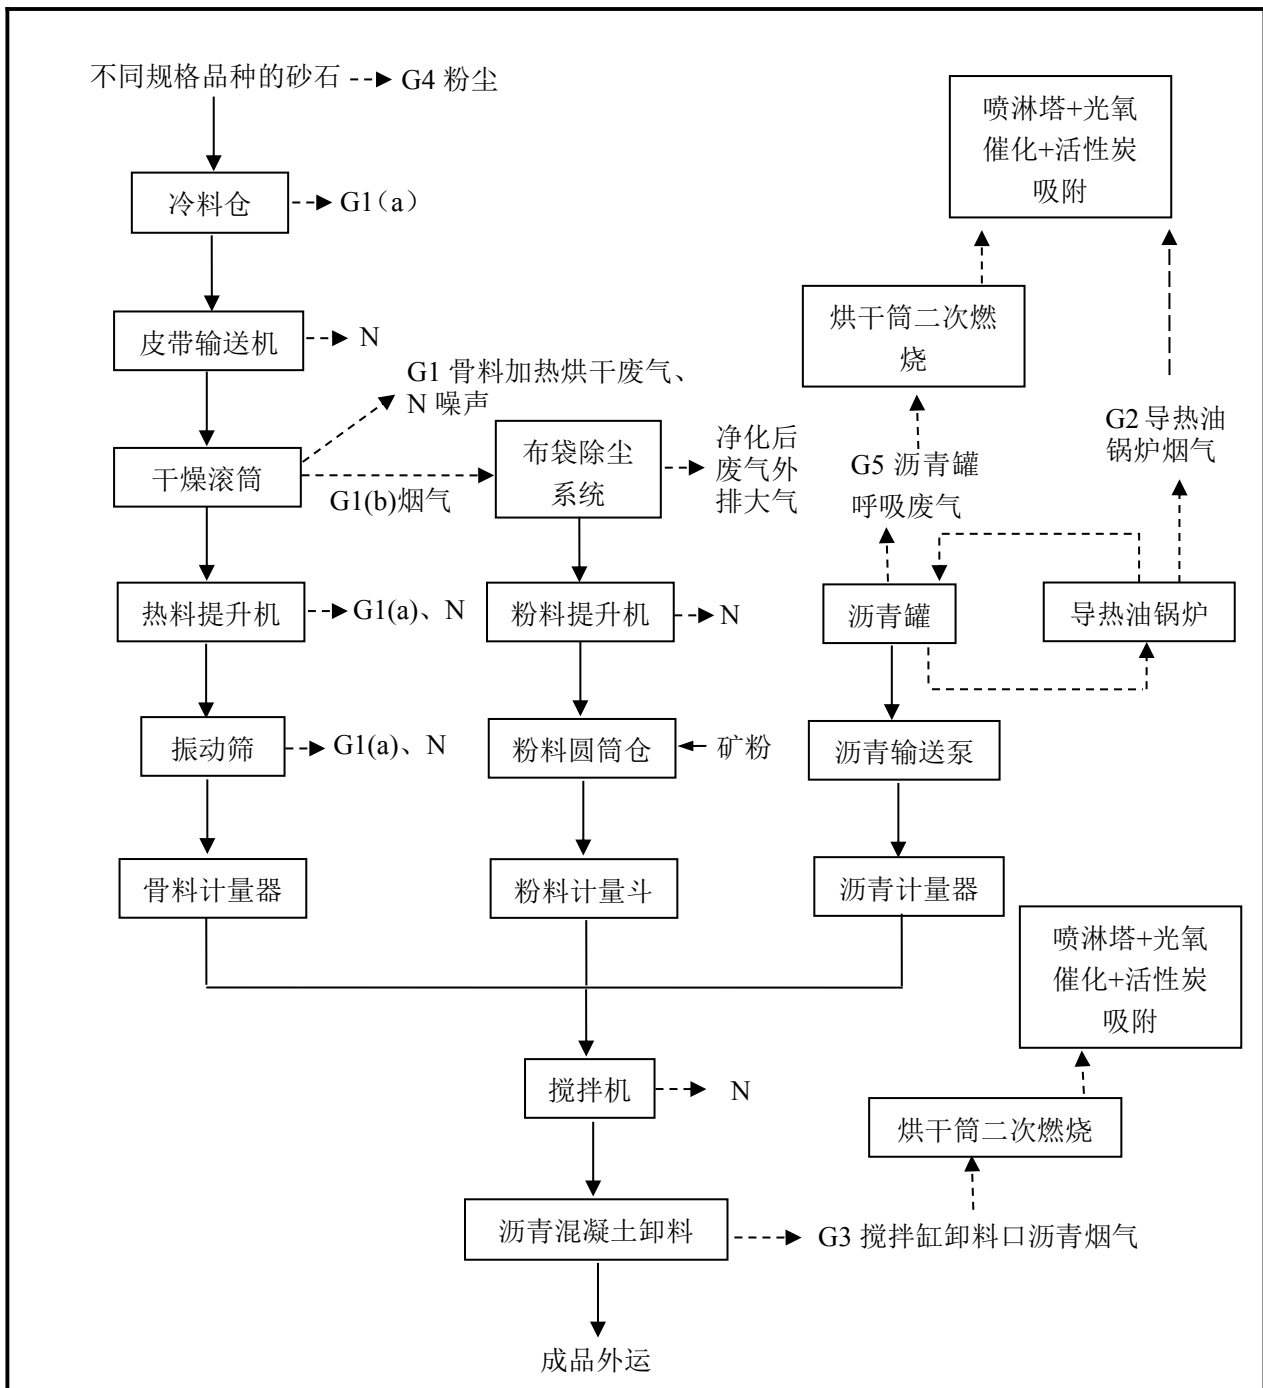 不同规格品种的砂石
G4 粉尘
喷淋塔+光氧
催化+活性炭
吸附
冷料仓
G1（a）
烘干筒二次燃
烧
皮带输送机
N
G1 骨料加热烘干废气、
N 噪声
G2 导热油
锅炉烟气
干燥滚筒
G1(b)烟气
布袋除尘
系统
净化后
废气外
排大气
G5 沥青罐
呼吸废气
热料提升机
G1(a)、N
粉料提升机
N
沥青罐
导热油锅炉
振动筛
G1(a)、N
粉料圆筒仓
矿粉
沥青输送泵
骨料计量器
粉料计量斗
沥青计量器
喷淋塔+光氧
催化+活性炭
吸附
搅拌机
N
烘干筒二次燃烧
沥青混凝土卸料
G3 搅拌缸卸料口沥青烟气
成品外运